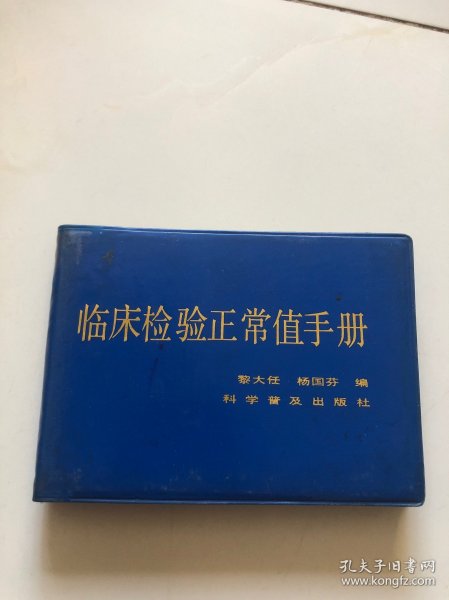 临床检验正常值手册
黎大任 杨国芬 编
科学普及出版社
孔夫子旧书网
www.kongfz.com